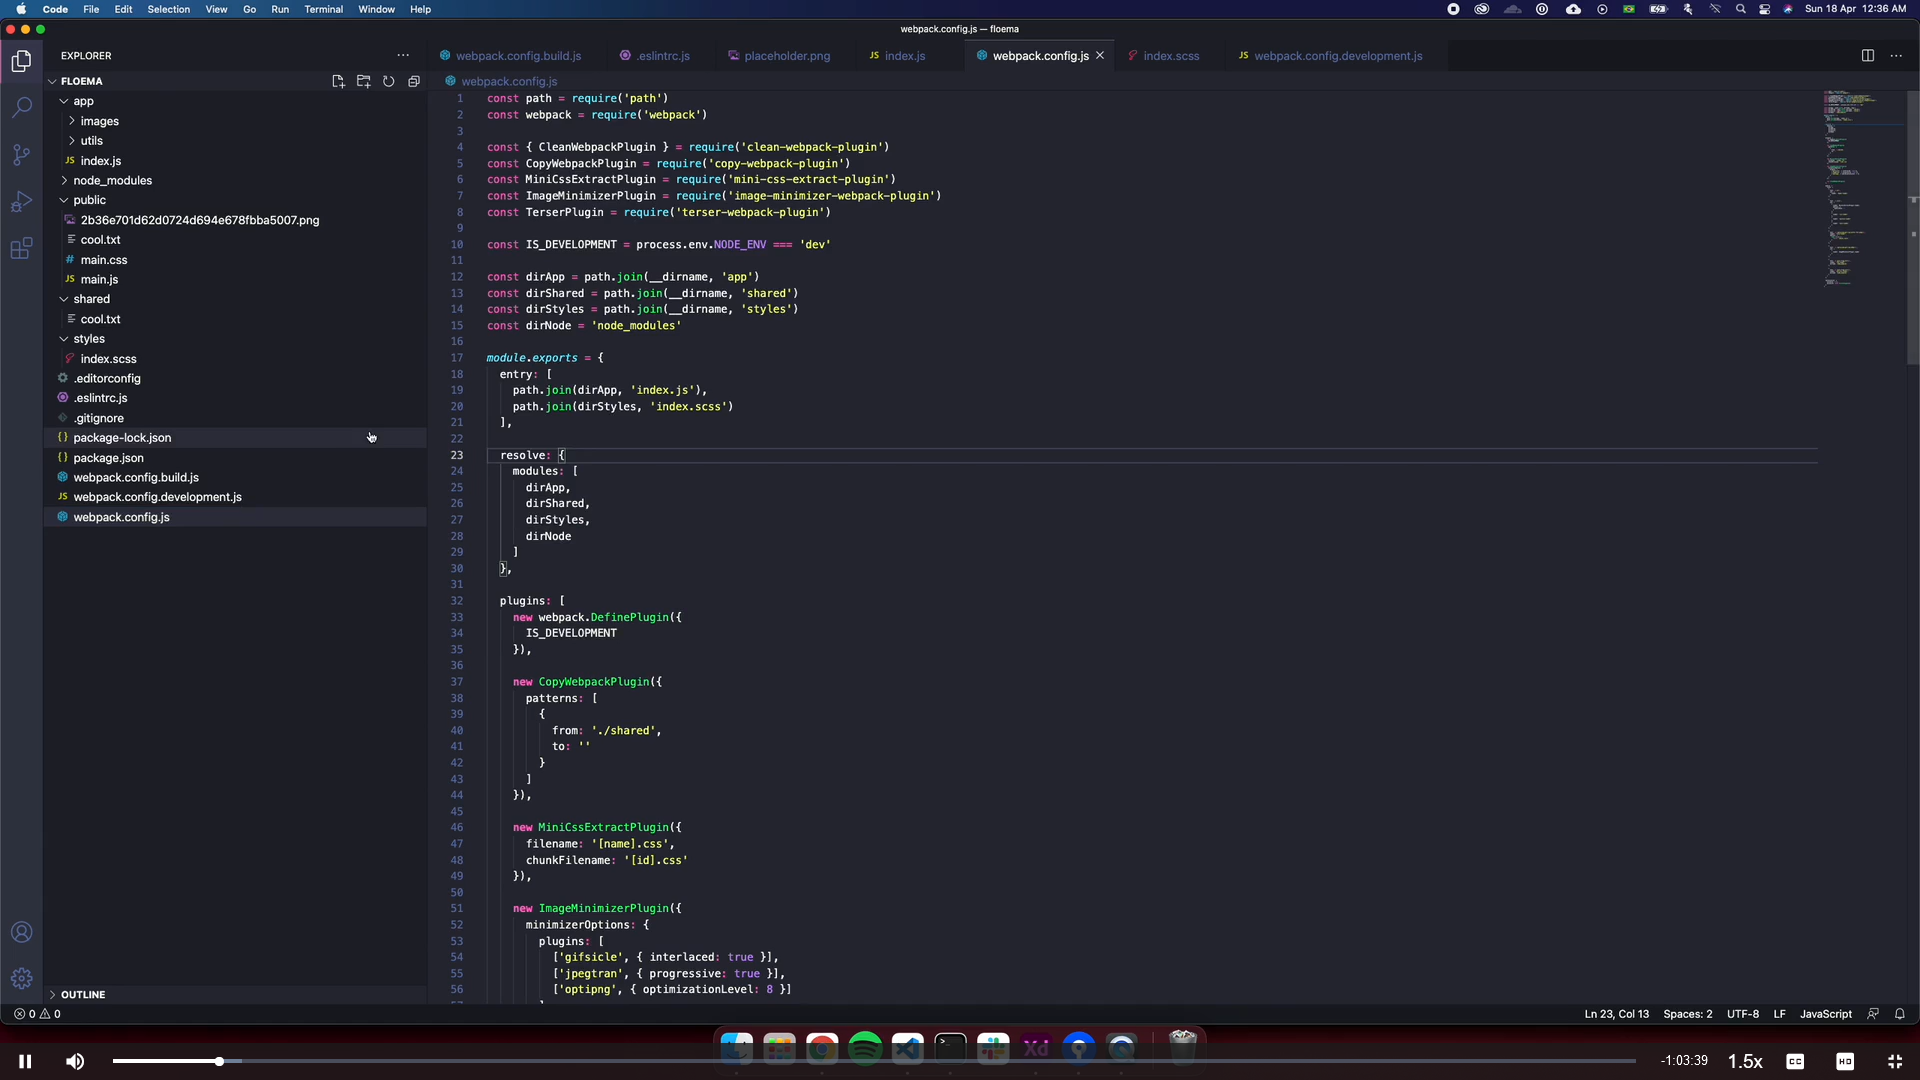 Code File Edit Selection View Go Run Terminal Window Help
Sun 18 Apr 12:36 AM
webpack.config.js — floema
EXPLORER
FLOEMA
app
images
utils
JS index.js
node_modules
public
2b36e701d62d0724d694e678fbba5007.png
cool.txt
# main.css
JS main.js
shared
cool.txt
styles
index.scss
.editorconfig
.eslintrc.js
.gitignore
{} package-lock.json
{} package.json
webpack.config.build.js
JS webpack.config.development.js
webpack.config.js
OUTLINE
webpack.config.build.js .eslintrc.js placeholder.png JS index.js webpack.config.js index.scss JS webpack.config.development.js
webpack.config.js
1 const path = require('path')
2 const webpack = require('webpack')
3
4 const { CleanWebpackPlugin } = require('clean-webpack-plugin')
5 const CopyWebpackPlugin = require('copy-webpack-plugin')
6 const MiniCssExtractPlugin = require('mini-css-extract-plugin')
7 const ImageMinimizerPlugin = require('image-minimizer-webpack-plugin')
8 const TerserPlugin = require('terser-webpack-plugin')
9
10 const IS_DEVELOPMENT = process.env.NODE_ENV === 'dev'
11
12 const dirApp = path.join(__dirname, 'app')
13 const dirShared = path.join(__dirname, 'shared')
14 const dirStyles = path.join(__dirname, 'styles')
15 const dirNode = 'node_modules'
16
17 module.exports = {
18 entry: [
19 path.join(dirApp, 'index.js'),
20 path.join(dirStyles, 'index.scss')
21 ],
22
23 resolve: {
24 modules: [
25 dirApp,
26 dirShared,
27 dirStyles,
28 dirNode
29 ]
30 },
31
32 plugins: [
33 new webpack.DefinePlugin({
34 IS_DEVELOPMENT
35 }),
36
37 new CopyWebpackPlugin({
38 patterns: [
39 {
40 from: './shared',
41 to: ''
42 }
43 ]
44 }),
45
46 new MiniCssExtractPlugin({
47 filename: '[name].css',
48 chunkFilename: '[id].css'
49 }),
50
51 new ImageMinimizerPlugin({
52 minimizerOptions: {
53 plugins: [
54 ['gifsicle', { interlaced: true }],
55 ['jpegtran', { progressive: true }],
56 ['optipng', { optimizationLevel: 8 }]
0 0
Ln 23, Col 13 Spaces: 2 UTF-8 LF JavaScript
Xd
-1:03:39 1.5x CC HD